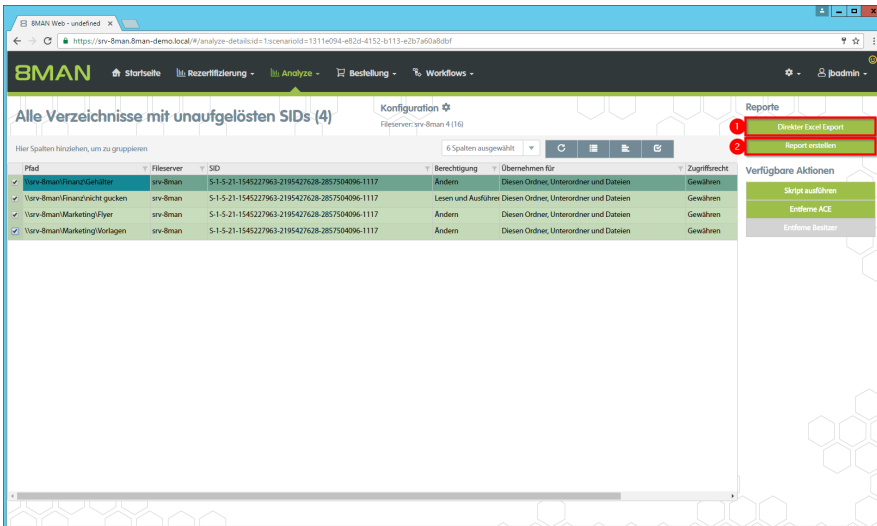 8MAN Web - undefined
https://srv-8man.8man-demo.local/#/analyze-details;id=1;scenarioId=1311e094-e82d-4152-b113-e2b7a60a8dbf
8MAN Startseite Rezertifizierung Analyze Bestellung Workflows jbadmin
Alle Verzeichnisse mit unaufgelösten SIDs (4)
Konfiguration
Fileserver: srv-8man 4 (16)
Reporte
1 Direkter Excel Export
2 Report erstellen
Hier Spalten hinziehen, um zu gruppieren
6 Spalten ausgewählt
Verfügbare Aktionen
Skript ausführen
Entferne ACE
Entferne Besitzer
Pfad Fileserver SID Berechtigung Übernehmen für Zugriffsrecht
\\srv-8man\Finanz\Gehälter srv-8man S-1-5-21-1545227963-2195427628-2857504096-1117 Ändern Diesen Ordner, Unterordner und Dateien Gewähren
\\srv-8man\Finanz\nicht gucken srv-8man S-1-5-21-1545227963-2195427628-2857504096-1117 Lesen und Ausführen Diesen Ordner, Unterordner und Dateien Gewähren
\\srv-8man\Marketing\Flyer srv-8man S-1-5-21-1545227963-2195427628-2857504096-1117 Ändern Diesen Ordner, Unterordner und Dateien Gewähren
\\srv-8man\Marketing\Vorlagen srv-8man S-1-5-21-1545227963-2195427628-2857504096-1117 Ändern Diesen Ordner, Unterordner und Dateien Gewähren